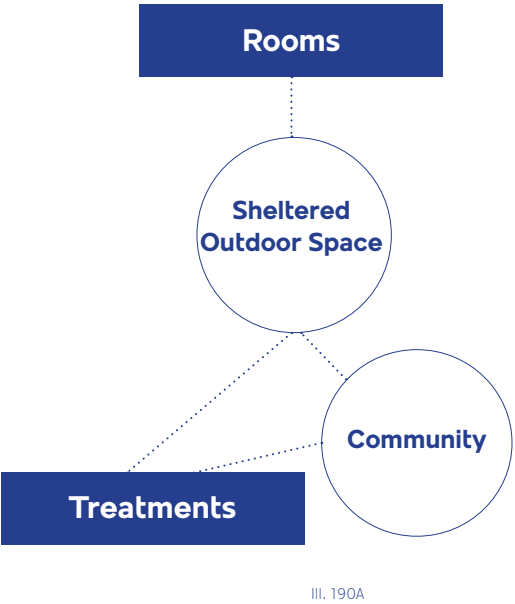 Rooms
Sheltered
Outdoor Space
Community
Treatments
Ill. 190A